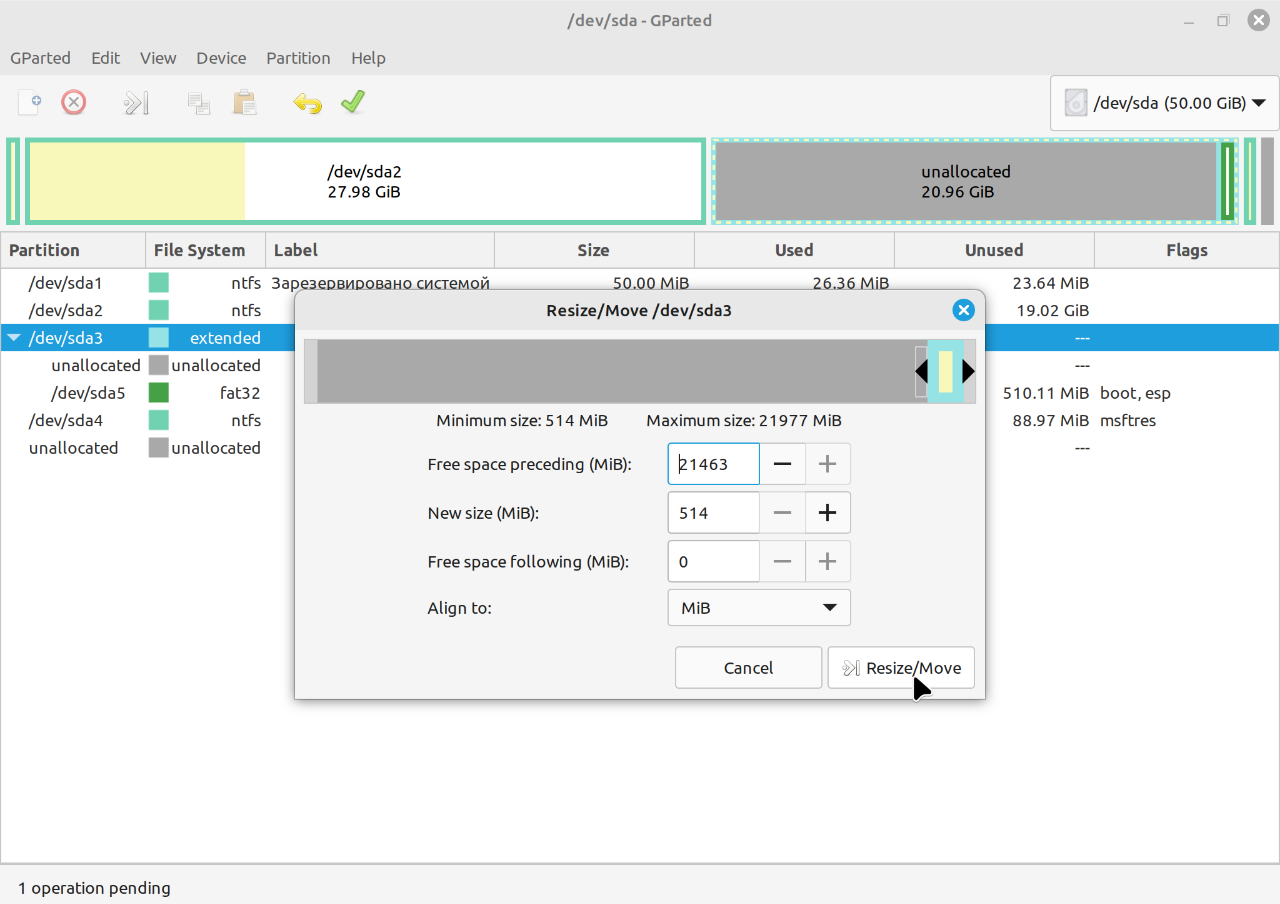 /dev/sda - GParted
GParted Edit View Device Partition Help
/dev/sda (50.00 GiB)
/dev/sda2
27.98 GiB
unallocated
20.96 GiB
Partition File System Label Size Used Unused Flags
/dev/sda1 ntfs Зарезервировано системой 50.00 MiB 26.36 MiB 23.64 MiB
/dev/sda2 ntfs 19.02 GiB
/dev/sda3 extended ---
unallocated unallocated ---
/dev/sda5 fat32 510.11 MiB boot, esp
/dev/sda4 ntfs 88.97 MiB msftres
unallocated unallocated ---
Resize/Move /dev/sda3
Minimum size: 514 MiB Maximum size: 21977 MiB
Free space preceding (MiB): 21463
New size (MiB): 514
Free space following (MiB): 0
Align to: MiB
Cancel Resize/Move
1 operation pending